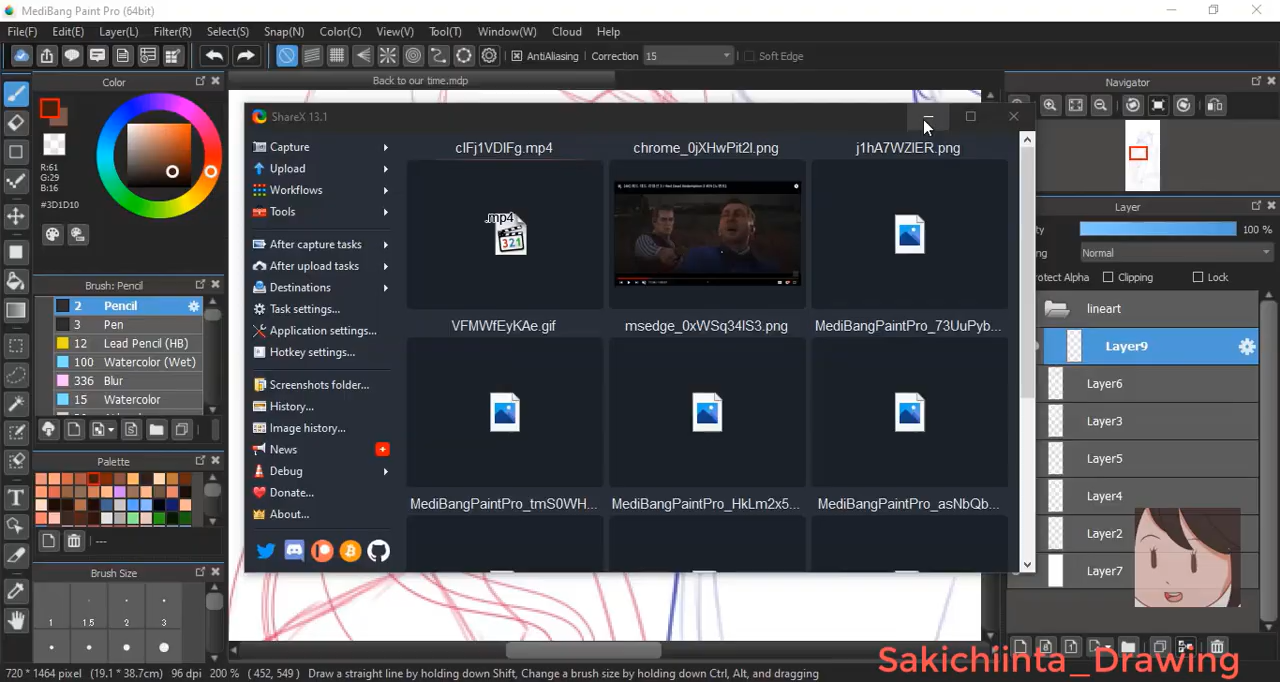 MediBang Paint Pro (64bit)
File(F) Edit(E) Layer(L) Filter(R) Select(S) Snap(N) Color(C) View(V) Tool(T) Window(W) Cloud Help
AntiAliasing Correction 15 Soft Edge
Color
Back to our time.mdp
Navigator
R:61
G:29
B:16
#3D1D10
Brush: Pencil
2 Pencil
3 Pen
12 Lead Pencil (HB)
100 Watercolor (Wet)
336 Blur
15 Watercolor
Palette
---
Brush Size
1 1.5 2 3
ShareX 13.1
Capture
Upload
Workflows
Tools
After capture tasks
After upload tasks
Destinations
Task settings...
Application settings...
Hotkey settings...
Screenshots folder...
History...
Image history...
News
Debug
Donate...
About...
clFj1VDlFg.mp4 chrome_0jXHwPit2l.png j1hA7WZlER.png
.mp4
321
VFMWfEyKAe.gif msedge_0xWSq34lS3.png MediBangPaintPro_73UuPyb...
MediBangPaintPro_tmS0WH... MediBangPaintPro_HkLm2x5... MediBangPaintPro_asNbQb...
Layer
ity 100 %
ng Normal
otect Alpha Clipping Lock
lineart
Layer9
Layer6
Layer3
Layer5
Layer4
Layer2
Layer7
720 * 1464 pixel (19.1 * 38.7cm) 96 dpi 200 % ( 452, 549 ) Draw a straight line by holding down Shift, Change a brush size by holding down Ctrl, Alt, and dragging
Sakichiinta_Drawing